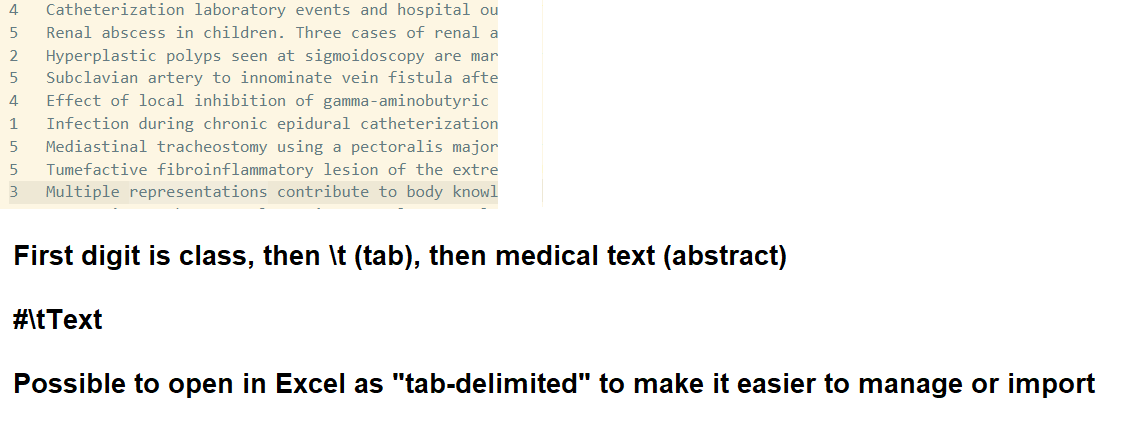 4 Catheterization laboratory events and hospital ou
5 Renal abscess in children. Three cases of renal a
2 Hyperplastic polyps seen at sigmoidoscopy are mar
5 Subclavian artery to innominate vein fistula afte
4 Effect of local inhibition of gamma-aminobutyric
1 Infection during chronic epidural catheterization
5 Mediastinal tracheostomy using a pectoralis major
5 Tumefactive fibroinflammatory lesion of the extre
3 Multiple representations contribute to body knowl
First digit is class, then \t (tab), then medical text (abstract)
#\tText
Possible to open in Excel as "tab-delimited" to make it easier to manage or import